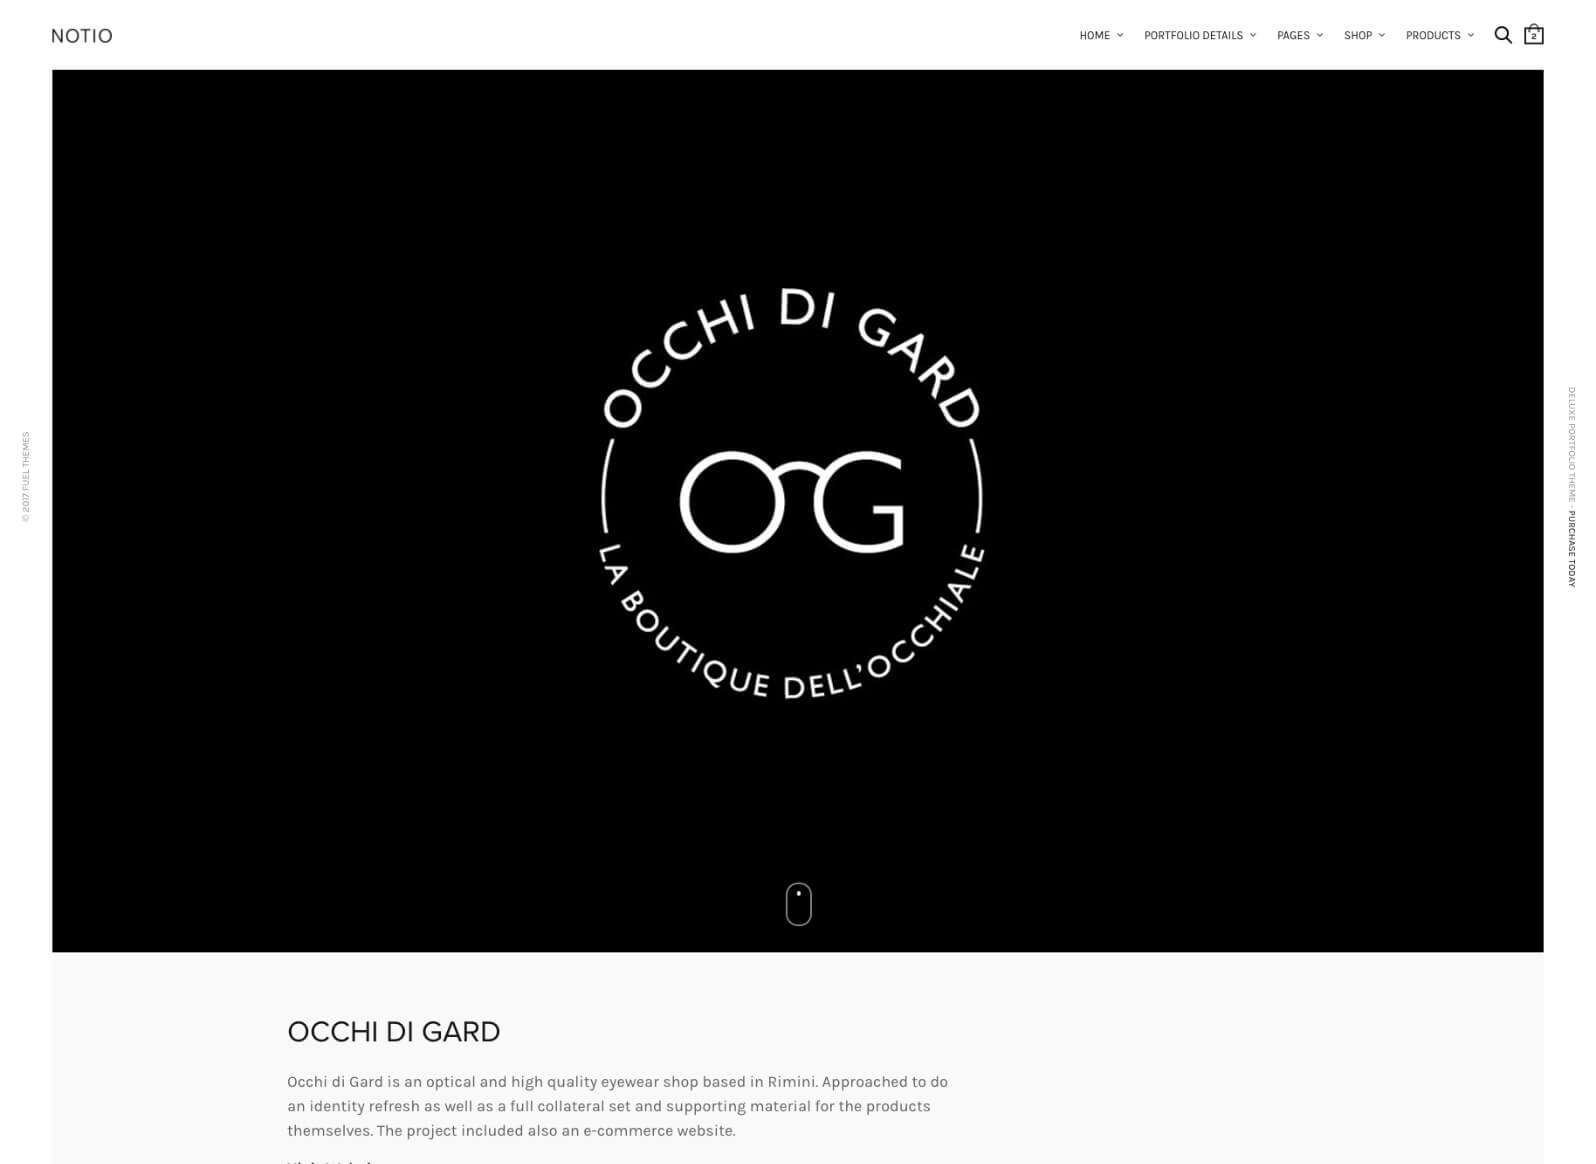 NOTIO
HOME
PORTFOLIO DETAILS
PAGES
SHOP
PRODUCTS
2
OCCHI DI GARD
OG
LA BOUTIQUE DELL'OCCHIALE
© 2017 FUEL THEMES
DELUXE PORTFOLIO THEME - PURCHASE TODAY
OCCHI DI GARD
Occhi di Gard is an optical and high quality eyewear shop based in Rimini. Approached to do
an identity refresh as well as a full collateral set and supporting material for the products
themselves. The project included also an e-commerce website.